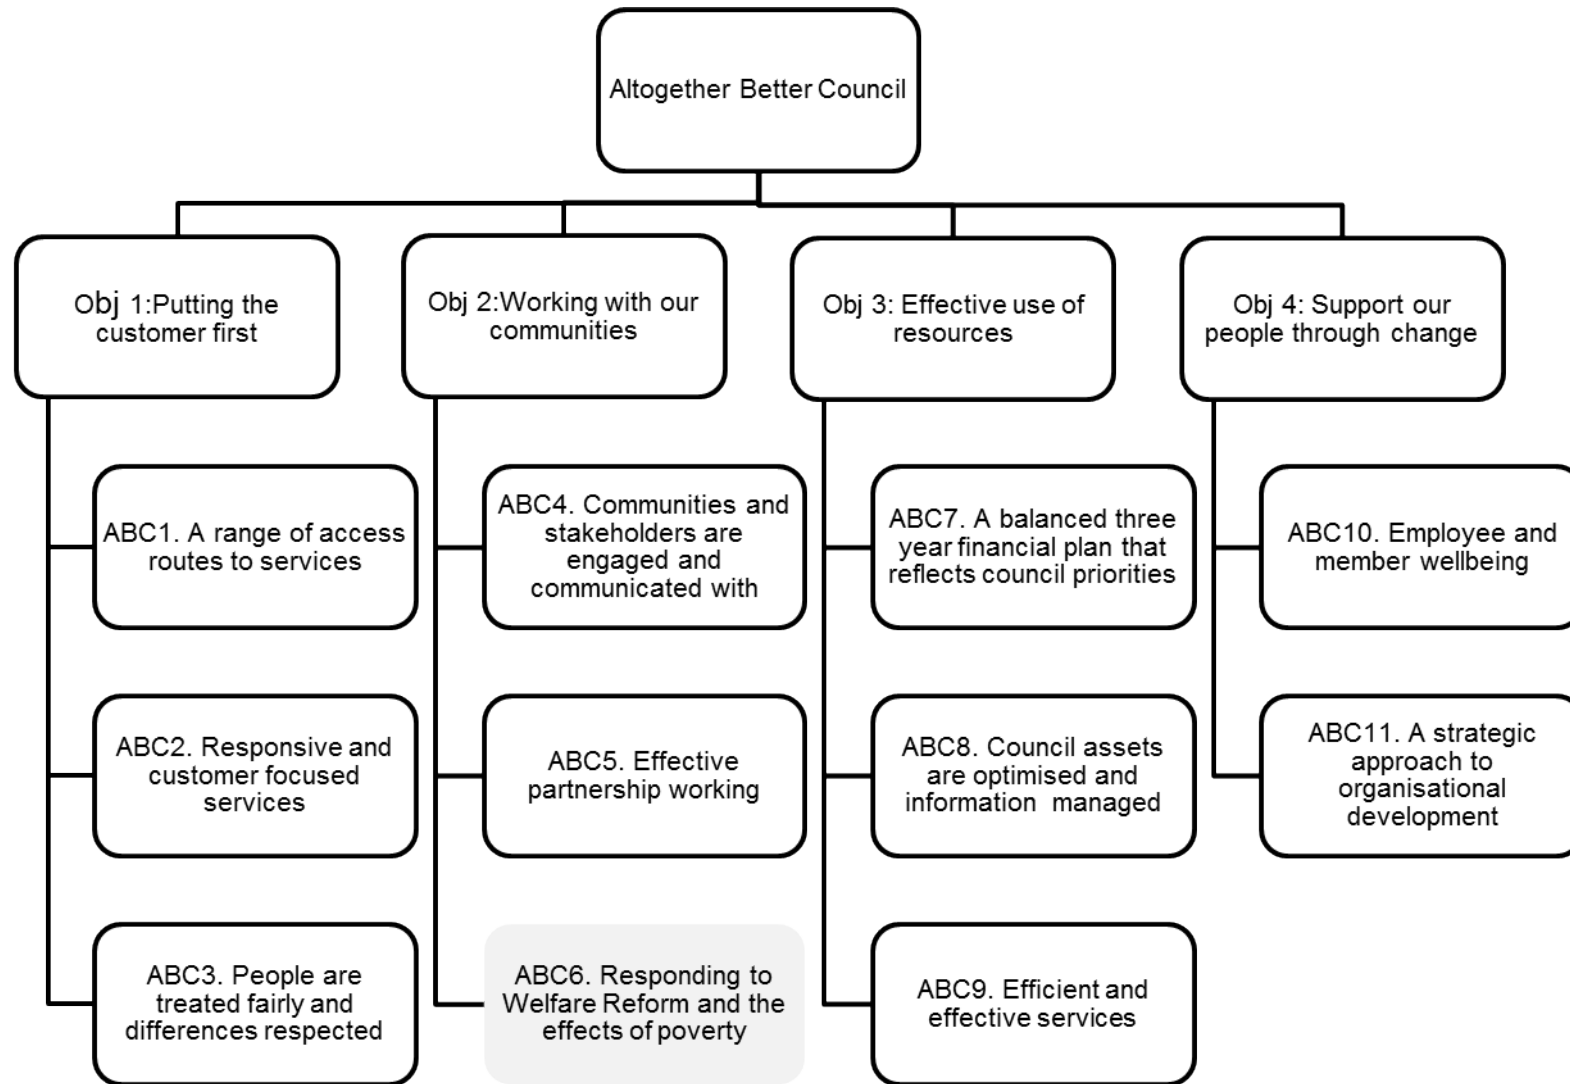 Altogether Better Council
Obj 1:Putting the
customer first
Obj 2:Working with our
communities
Obj 3: Effective use of
resources
Obj 4: Support our
people through change
ABC1. A range of access
routes to services
ABC4. Communities and
stakeholders are
engaged and
communicated with
ABC7. A balanced three
year financial plan that
reflects council priorities
ABC10. Employee and
member wellbeing
ABC2. Responsive and
customer focused
services
ABC5. Effective
partnership working
ABC8. Council assets
are optimised and
information managed
ABC11. A strategic
approach to
organisational
development
ABC3. People are
treated fairly and
differences respected
ABC6. Responding to
Welfare Reform and the
effects of poverty
ABC9. Efficient and
effective services